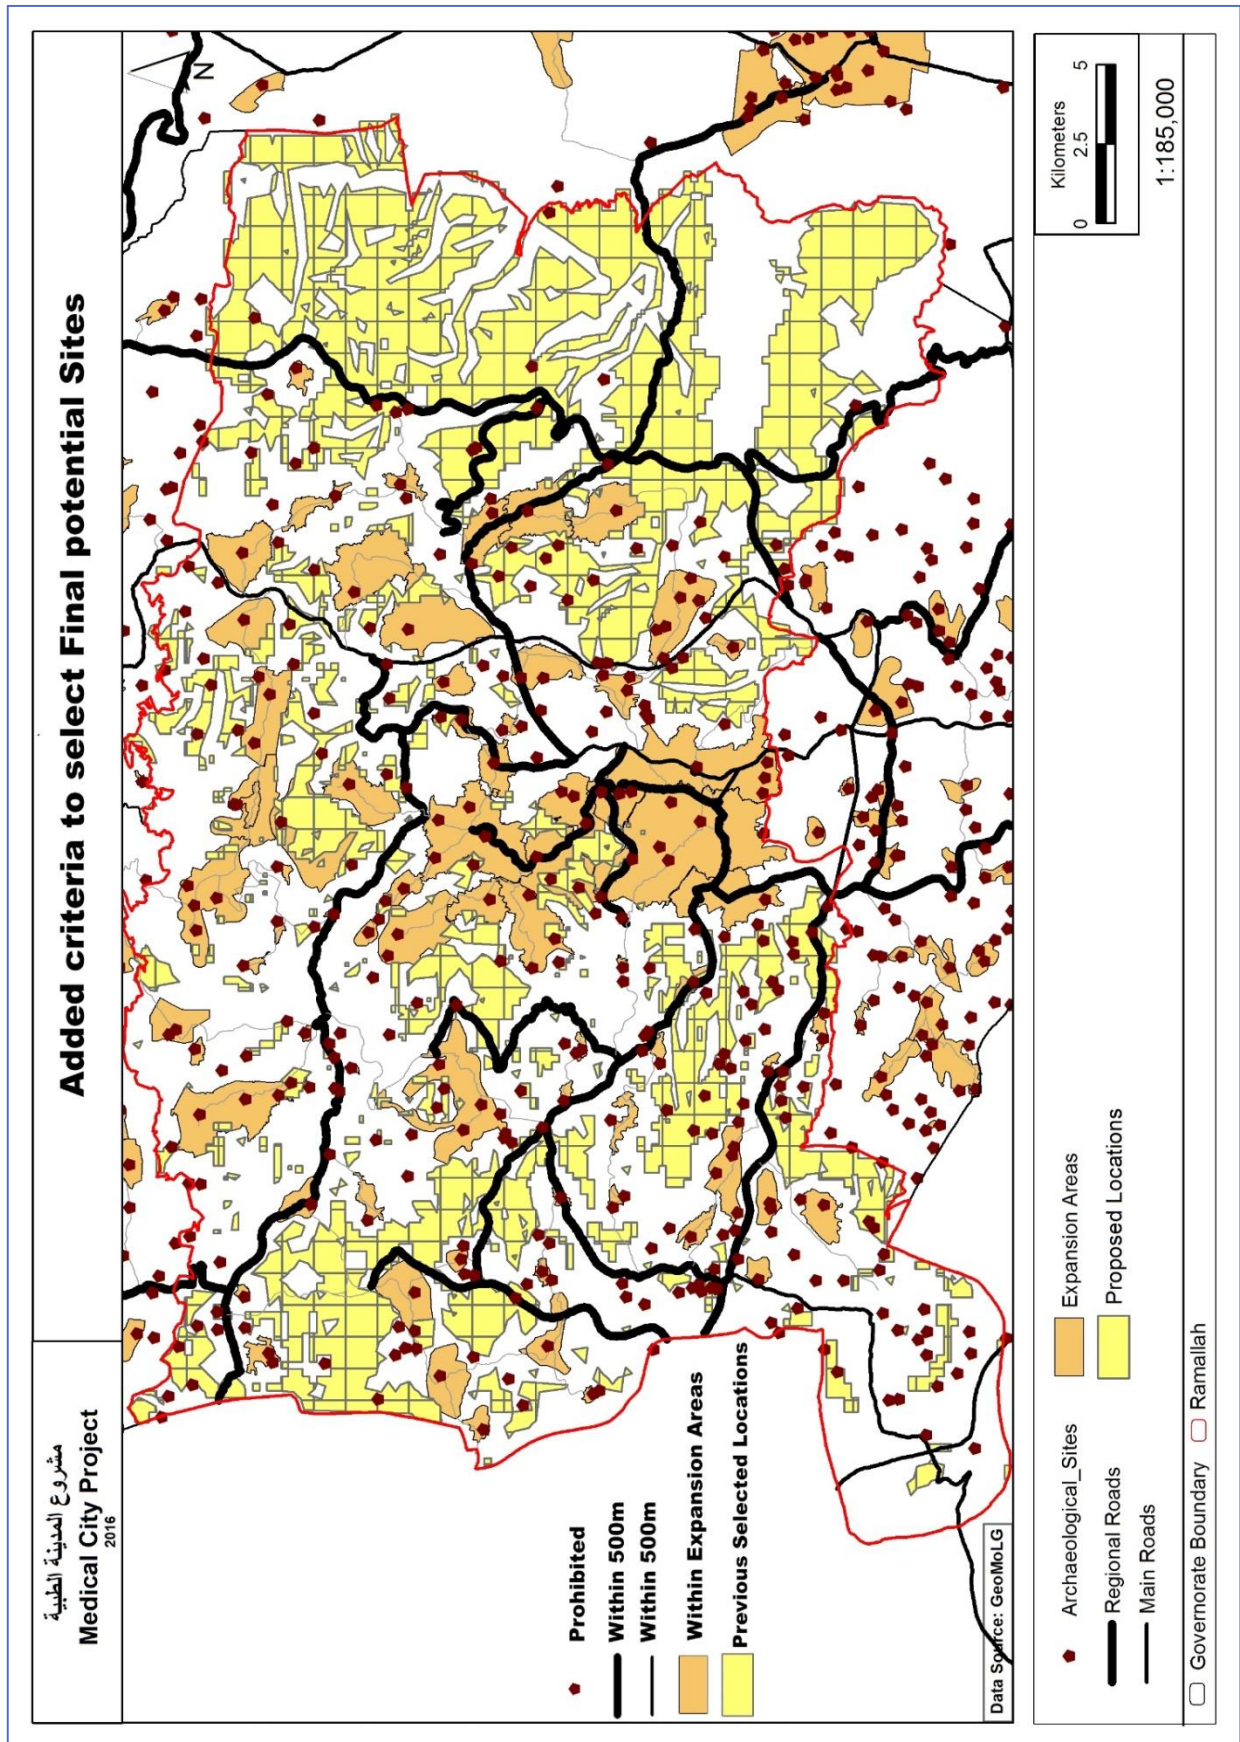 مشروع المدينة الطبية
Medical City Project
2016
Added criteria to select Final potential Sites
N
Prohibited
Within 500m
Within 500m
Within Expansion Areas
Previous Selected Locations
Data Source: GeoMoLG
Archaeological_Sites
Regional Roads
Main Roads
Expansion Areas
Proposed Locations
Governorate Boundary
Ramallah
Kilometers
0 2.5 5
1:185,000